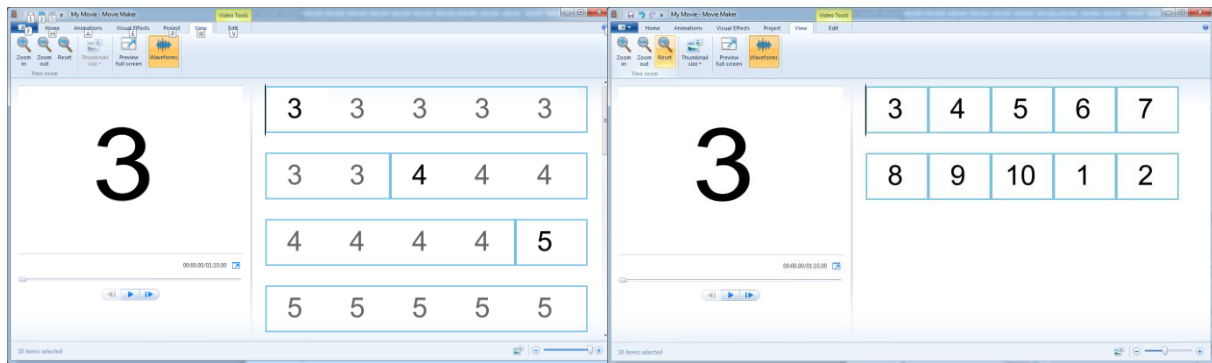 My Movie - Movie Maker
Video Tools
Home Animations Visual Effects Project View Edit
F H A E P W V
Zoom in
Zoom out
Reset
Thumbnail size
Preview full screen
Waveforms
Time zoom
3
3 3 3 3 3
3 3 4 4 4
4 4 4 4 5
5 5 5 5 5
00:00.00/01:10.00
10 items selected
My Movie - Movie Maker
Video Tools
Home Animations Visual Effects Project View Edit
Zoom in
Zoom out
Reset
Thumbnail size
Preview full screen
Waveforms
Time zoom
3
3 4 5 6 7
8 9 10 1 2
00:00.00/01:10.00
10 items selected